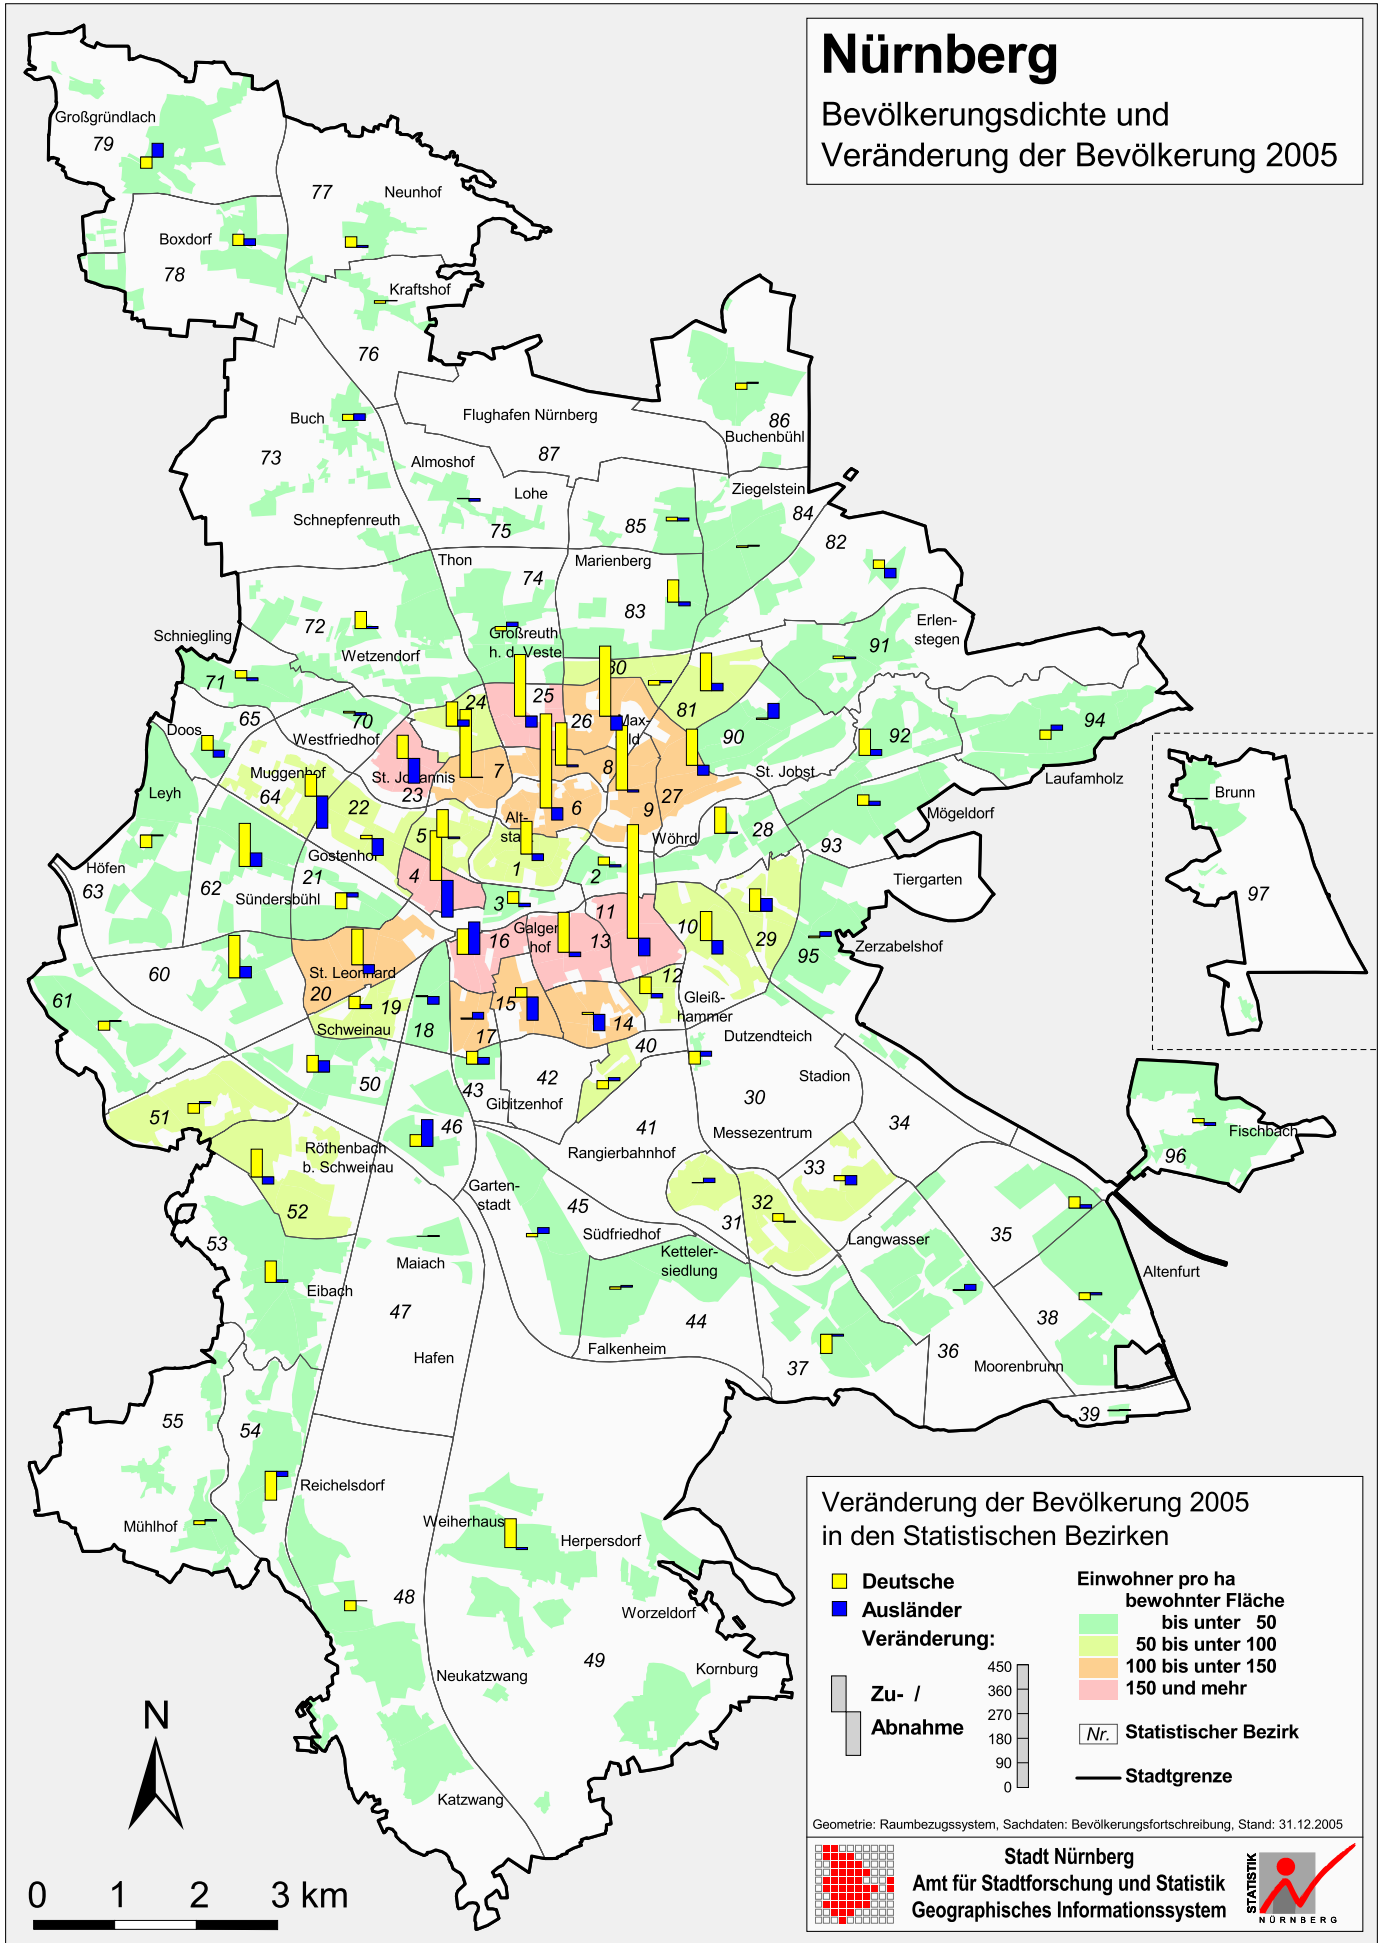 Nürnberg
Bevölkerungsdichte und
Veränderung der Bevölkerung 2005
Großgründlach
79
77
Neunhof
Boxdorf
78
Kraftshof
76
Buch
73
Flughafen Nürnberg
87
86
Buchenbühl
Almoshof
Lohe
75
Schnepfenreuth
Ziegelstein
84
85
82
Thon
74
Marienberg
83
72
Wetzendorf
Schniegling
71
Großreuth
h. d. Veste
Erlen-
stegen
91
80
81
24
25
26
Max-
feld
90
92
94
Laufamholz
65
70
Doos
Westfriedhof
St. Johannis
23
7
8
27
St. Jobst
Muggenhof
64
Leyh
22
6
9
Mögeldorf
Brunn
97
5
Alt-
stadt
1
Wöhrd
28
93
Gostenhof
Höfen
63
62
21
Sündersbühl
4
2
3
Tiergarten
60
16
Galgen
hof
11
13
10
29
Zerzabelshof
95
61
St. Leonhard
20
19
Schweinau
18
15
17
14
12
Gleiß-
hammer
Dutzendteich
40
50
43
42
Gibitzenhof
30
Stadion
51
46
41
Rangierbahnhof
Messezentrum
34
Fischbach
96
Röthenbach
b. Schweinau
52
Garten-
stadt
45
Südfriedhof
31
32
33
53
Langwasser
35
Maiach
Ketteler-
siedlung
Eibach
Altenfurt
47
44
38
Hafen
Falkenheim
37
36
Moorenbrunn
39
55
54
Reichelsdorf
Mühlhof
Weiherhaus
Herpersdorf
48
Worzeldorf
49
Neukatzwang
Kornburg
Katzwang
N
0 1 2 3 km
Veränderung der Bevölkerung 2005
in den Statistischen Bezirken
Deutsche
Ausländer
Veränderung:
Zu- /
Abnahme
450
360
270
180
90
0
Einwohner pro ha
bewohnter Fläche
bis unter 50
50 bis unter 100
100 bis unter 150
150 und mehr
Nr. Statistischer Bezirk
Stadtgrenze
Geometrie: Raumbezugssystem, Sachdaten: Bevölkerungsfortschreibung, Stand: 31.12.2005
Stadt Nürnberg
Amt für Stadtforschung und Statistik
Geographisches Informationssystem
STATISTIK
NÜRNBERG